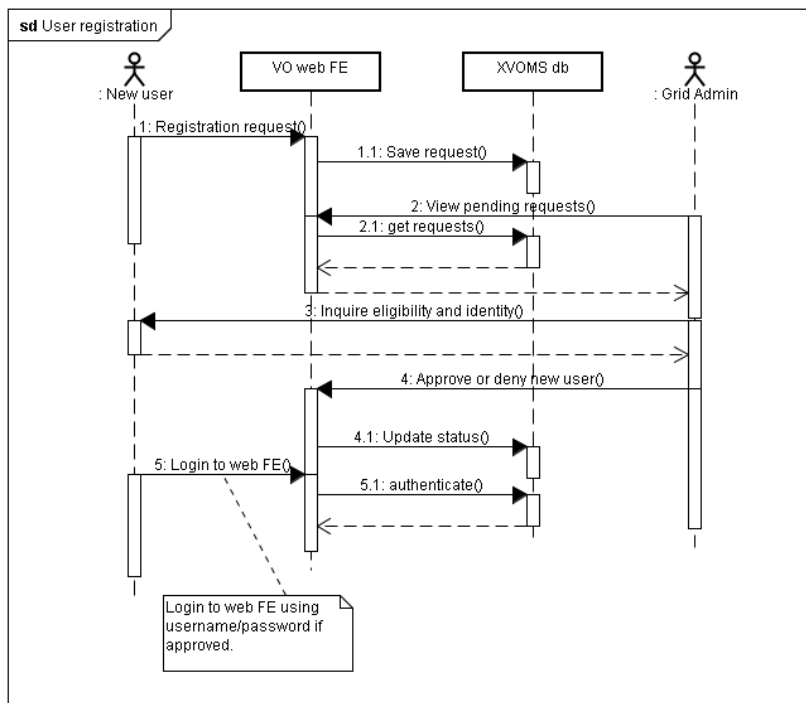 sd User registration
: New user
VO web FE
XVOMS db
: Grid Admin
1: Registration request()
1.1: Save request()
2: View pending requests()
2.1: get requests()
3: Inquire eligibility and identity()
4: Approve or deny new user()
4.1: Update status()
5: Login to web FE()
5.1: authenticate()
Login to web FE using
username/password if
approved.